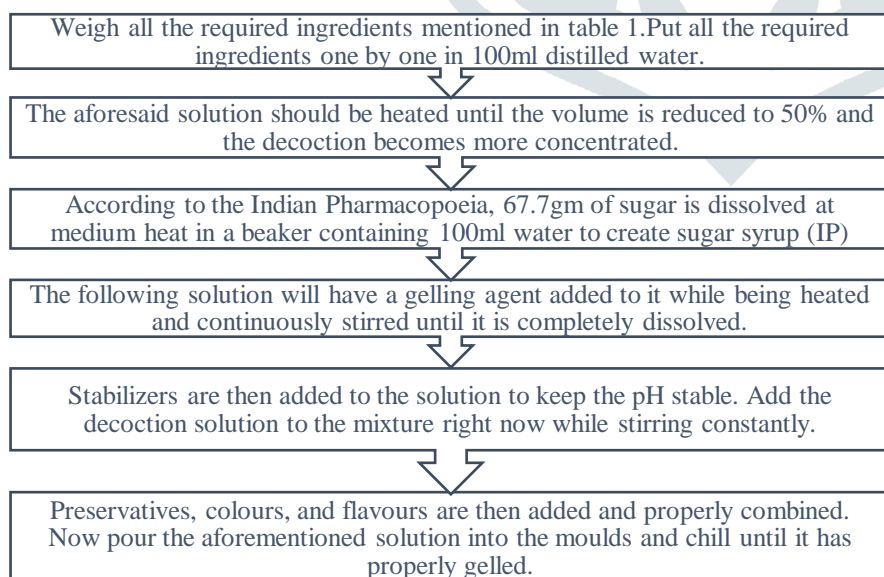 Weigh all the required ingredients mentioned in table 1.Put all the required
ingredients one by one in 100ml distilled water.
The aforesaid solution should be heated until the volume is reduced to 50% and
the decoction becomes more concentrated.
According to the Indian Pharmacopoeia, 67.7gm of sugar is dissolved at
medium heat in a beaker containing 100ml water to create sugar syrup (IP)
The following solution will have a gelling agent added to it while being heated
and continuously stirred until it is completely dissolved.
Stabilizers are then added to the solution to keep the pH stable. Add the
decoction solution to the mixture right now while stirring constantly.
Preservatives, colours, and flavours are then added and properly combined.
Now pour the aforementioned solution into the moulds and chill until it has
properly gelled.